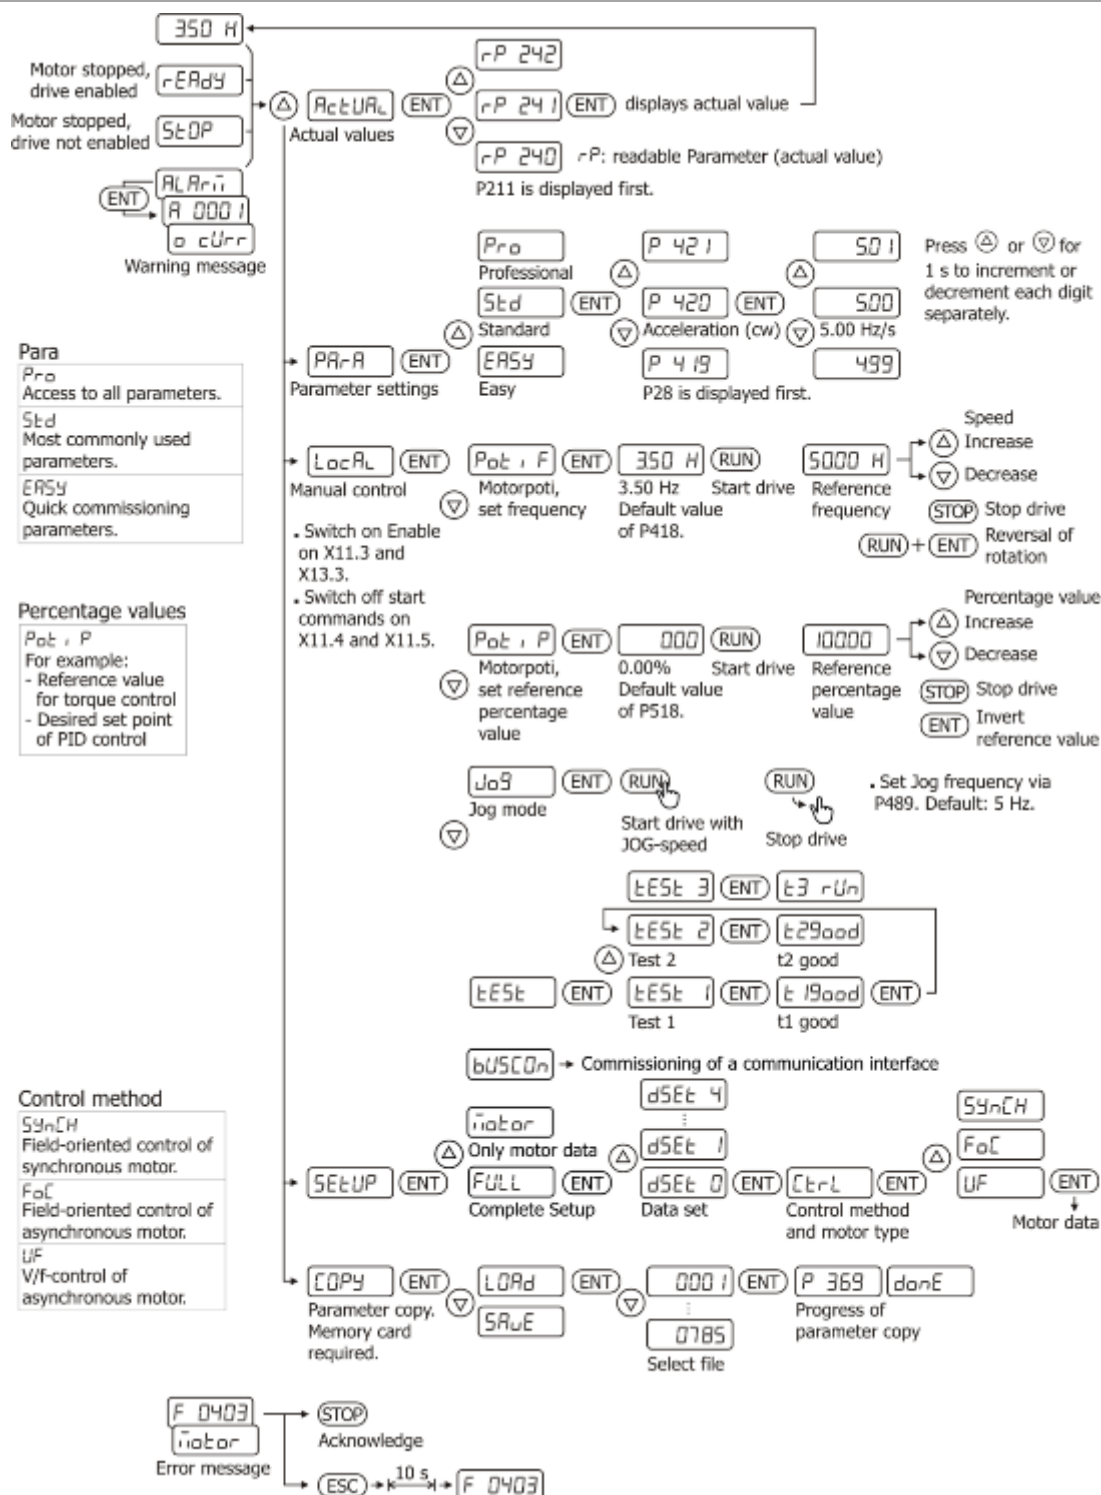 3.50 H
Motor stopped,
drive enabled
rEAdY
Motor stopped,
drive not enabled
StOP
ENT
ALArm
A 0001
o cUrr
Warning message
ActUAL
ENT
Actual values
rP 242
rP 241
ENT
displays actual value
rP 240
rP: readable Parameter (actual value)
P211 is displayed first.
Pro
Professional
Std
ENT
Standard
EASY
Easy
P 421
P 420
ENT
Acceleration (cw)
P 419
P28 is displayed first.
5.01
5.00
5.00 Hz/s
4.99
Press △ or ▽ for
1 s to increment or
decrement each digit
separately.
PArA
ENT
Parameter settings
Para
Pro
Access to all parameters.
Std
Most commonly used
parameters.
EASY
Quick commissioning
parameters.
LocAL
ENT
Manual control
. Switch on Enable
on X11.3 and
X13.3.
. Switch off start
commands on
X11.4 and X11.5.
Pot i F
ENT
Motorpoti,
set frequency
3.50 H
RUN
3.50 Hz
Start drive
Default value
of P418.
50.00 H
Reference
frequency
Speed
Increase
Decrease
STOP
Stop drive
RUN + ENT
Reversal of
rotation
Percentage values
Pot i P
For example:
- Reference value
for torque control
- Desired set point
of PID control
Pot i P
ENT
Motorpoti,
set reference
percentage
value
0.00
RUN
0.00%
Start drive
Default value
of P518.
100.00
Reference
percentage
value
Percentage value
Increase
Decrease
STOP
Stop drive
ENT
Invert
reference value
JoG
ENT
RUN
Jog mode
Start drive with
JOG-speed
RUN
Stop drive
. Set Jog frequency via
P489. Default: 5 Hz.
tESt 3
ENT
t3 rUn
tESt 2
ENT
t2good
Test 2
t2 good
tESt
ENT
tESt 1
ENT
t1good
ENT
Test 1
t1 good
bUSCOn
Commissioning of a communication interface
Control method
SYnCH
Field-oriented control of
synchronous motor.
FoC
Field-oriented control of
asynchronous motor.
UF
V/f-control of
asynchronous motor.
SEtUP
ENT
motor
Only motor data
FULL
ENT
Complete Setup
dSEt 4
dSEt 1
dSEt 0
ENT
Data set
CtrL
ENT
Control method
and motor type
SYnCH
FoC
UF
ENT
Motor data
COPY
ENT
Parameter copy.
Memory card
required.
LOAd
ENT
SAvE
0001
ENT
0785
Select file
P 369
donE
Progress of
parameter copy
F 0403
motor
Error message
STOP
Acknowledge
ESC
10 s
F 0403